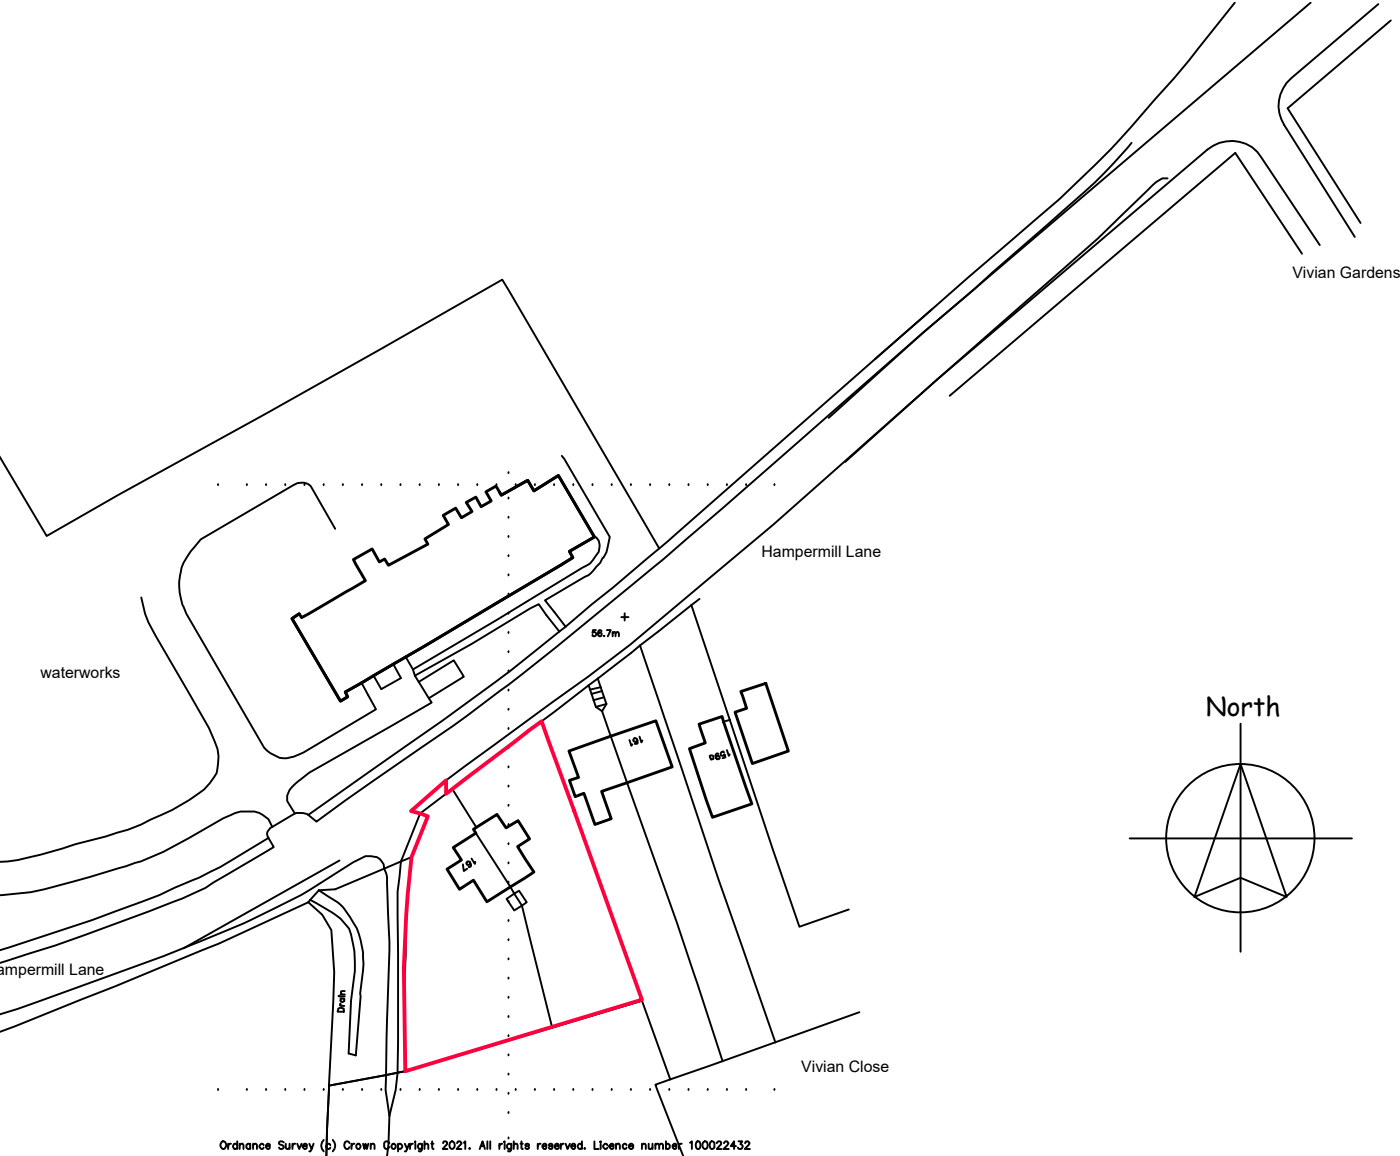 Vivian Gardens
Hampermill Lane
56.7m
waterworks
North
161
159a
167
ampermill Lane
Drain
Vivian Close
Ordnance Survey (c) Crown Copyright 2021. All rights reserved. Licence number 100022432